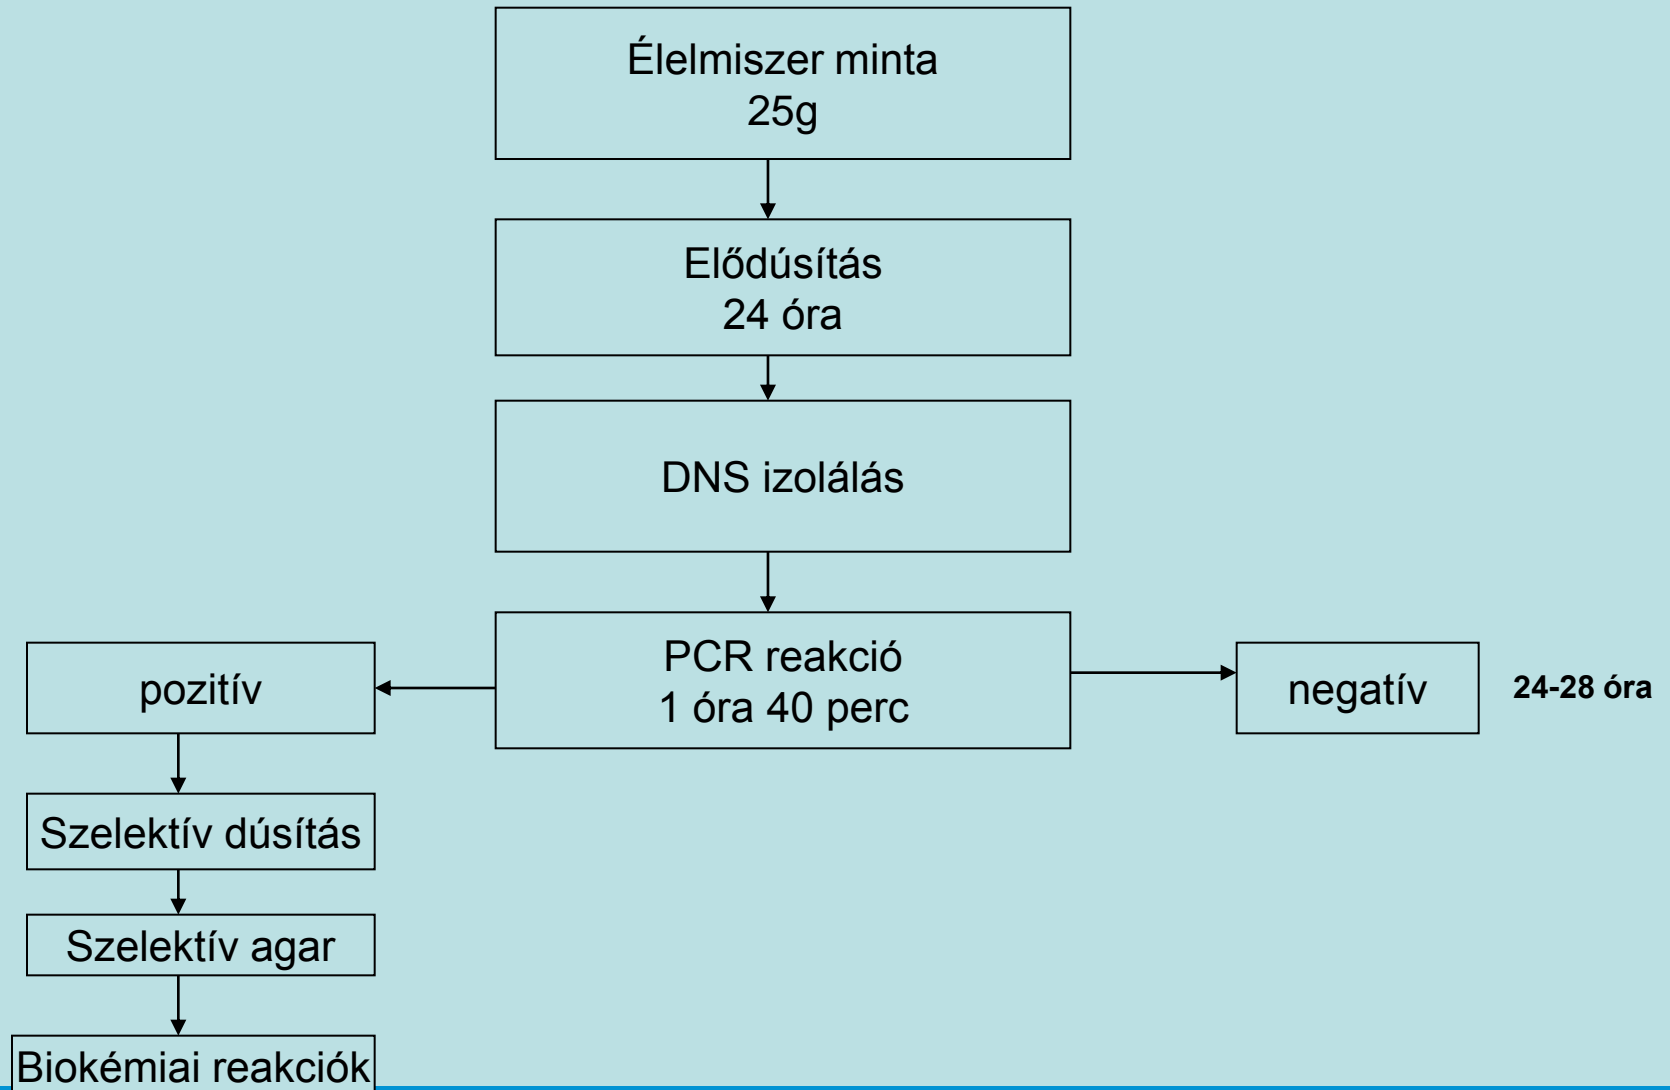 Élelmiszer minta
25g
Elődúsítás
24 óra
DNS izolálás
PCR reakció
1 óra 40 perc
pozitív
negatív
24-28 óra
Szelektív dúsítás
Szelektív agar
Biokémiai reakciók